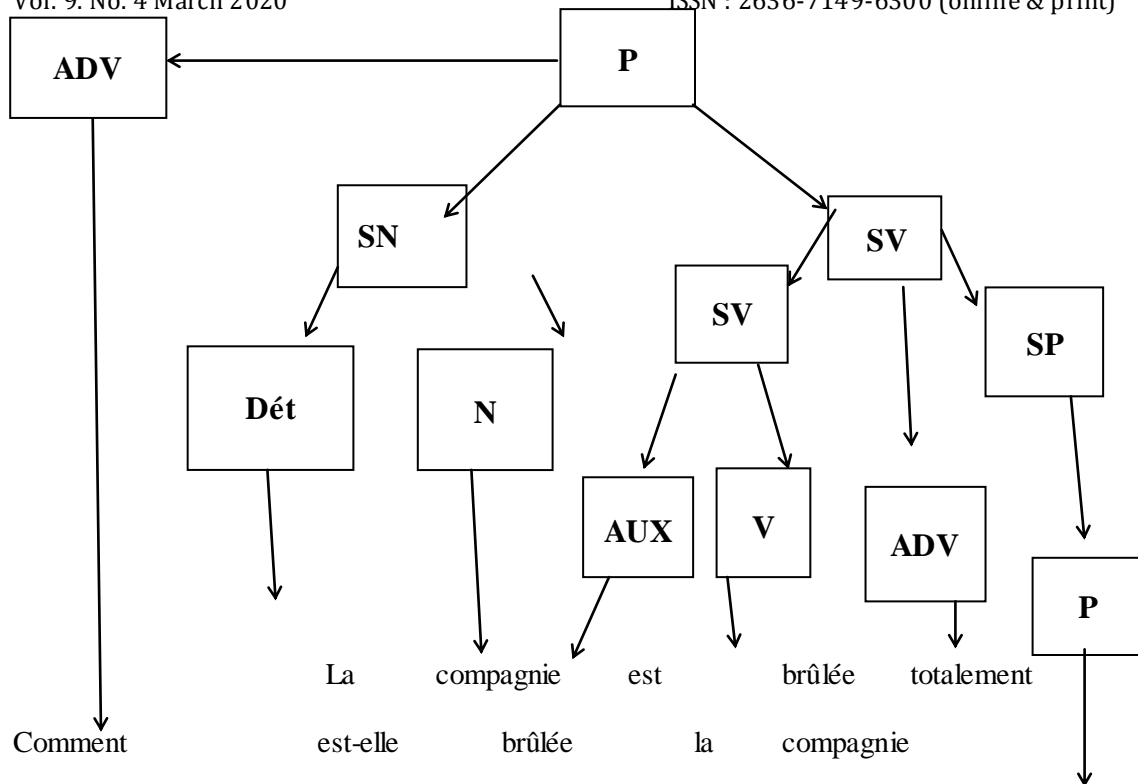 Vol. 9. No. 4 March 2020 ISSN : 2636-7149-6300 (online & print)
ADV P
SN SV
SV SP
Dét N
AUX V ADV
P
La compagnie est brûlée totalement
Comment est-elle brûlée la compagnie